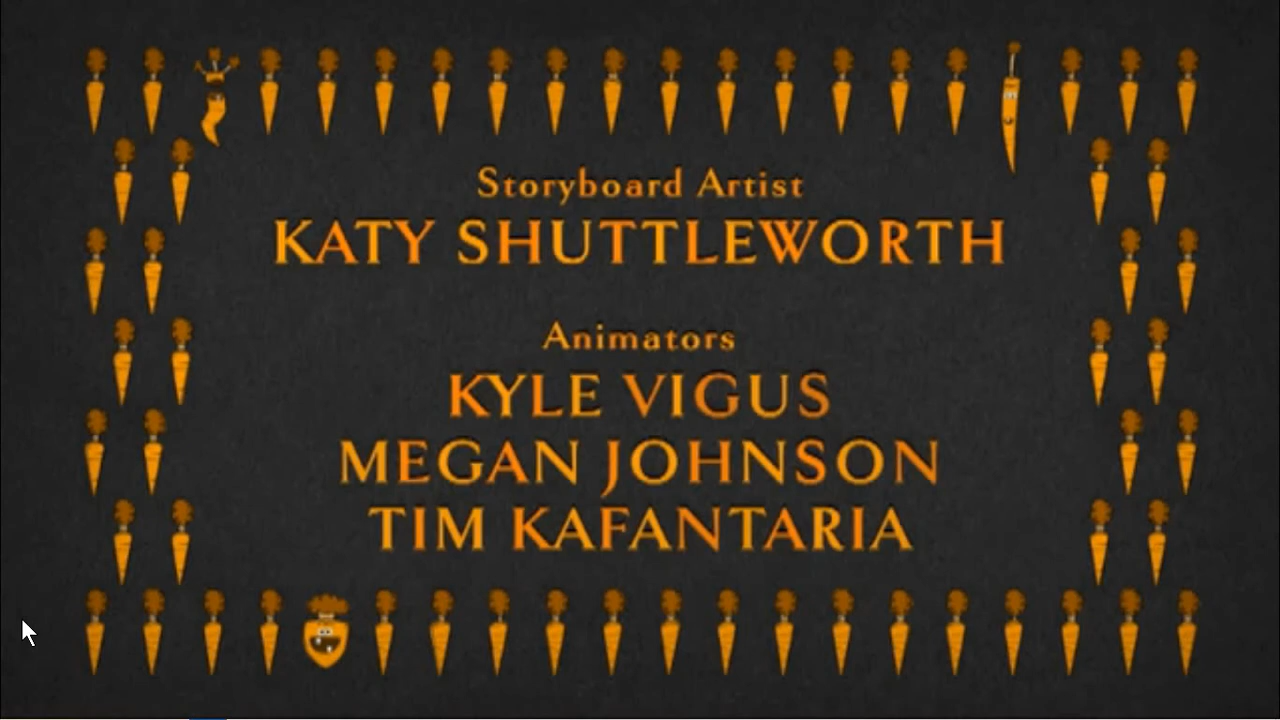 Storyboard Artist
KATY SHUTTLEWORTH
Animators
KYLE VIGUS
MEGAN JOHNSON
TIM KAFANTARIA